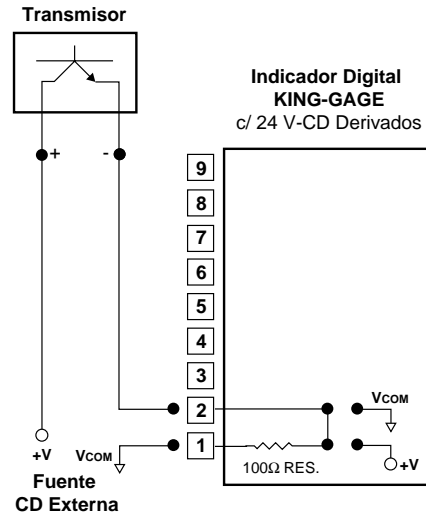 Transmisor
+
-
Indicador Digital
KING-GAGE
c/ 24 V-CD Derivados
9
8
7
6
5
4
3
2
1
VCOM
+V
100Ω RES.
VCOM
+V
Fuente
CD Externa